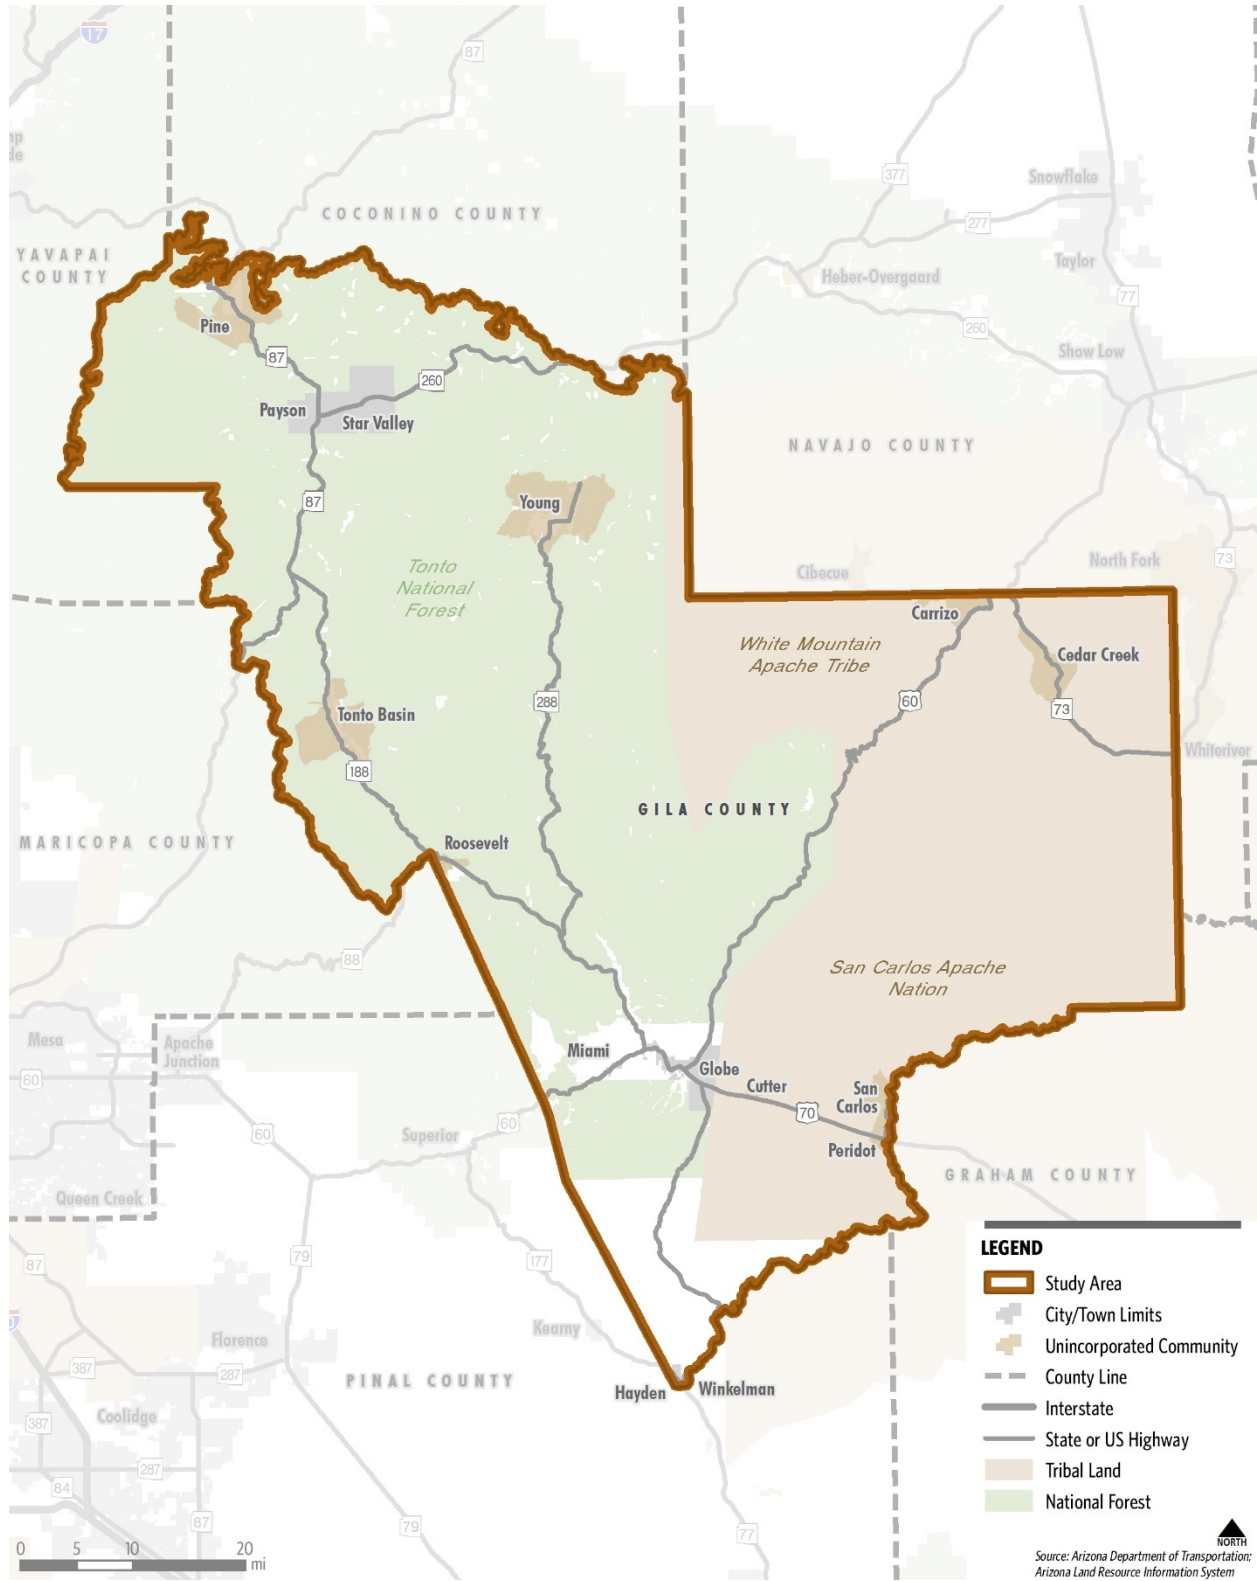 17
87
mp
de
377
Snowflake
COCONINO COUNTY
277
YAVAPAI
COUNTY
Taylor
Heber-Overgaard
77
Pine
260
87
Show Low
260
Payson
Star Valley
NAVAJO COUNTY
87
Young
Tonto
National
Forest
North Fork
73
Cibecue
Carrizo
White Mountain
Apache Tribe
Cedar Creek
60
288
73
Tonto Basin
Whiteriver
188
GILA COUNTY
MARICOPA COUNTY
Roosevelt
88
San Carlos Apache
Nation
Mesa
Apache
Junction
Miami
Globe
60
Cutter
San
Carlos
70
60
60
Superior
Peridot
GRAHAM COUNTY
Queen Creek
LEGEND
79
177
87
Study Area
City/Town Limits
Kearny
Florence
Unincorporated Community
387
287
PINAL COUNTY
County Line
Hayden
Winkelman
Interstate
Coolidge
387
State or US Highway
287
Tribal Land
84
National Forest
87
79
77
0 5 10 20
mi
NORTH
Source: Arizona Department of Transportation;
Arizona Land Resource Information System